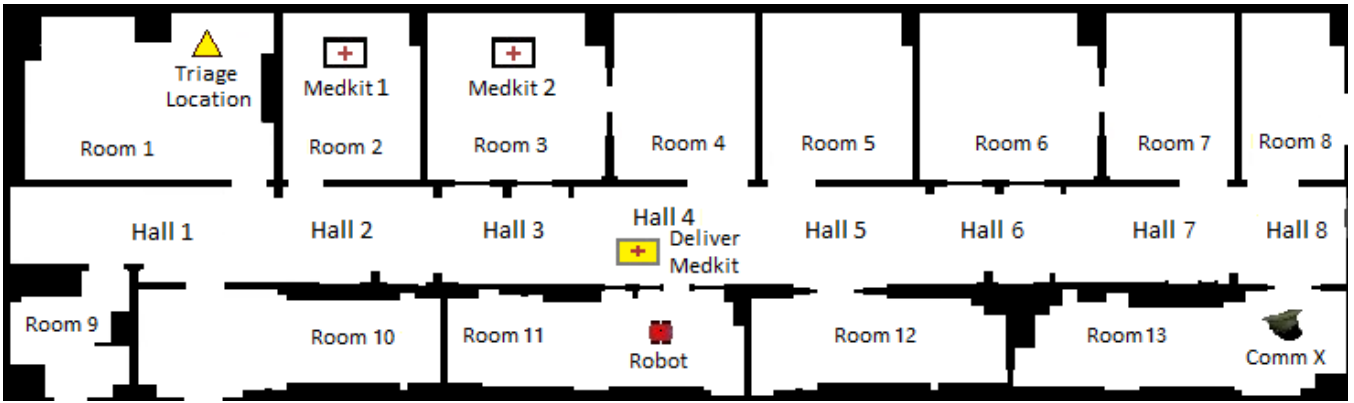 Triage
Location
Medkit 1
Medkit 2
Room 1
Room 2
Room 3
Room 4
Room 5
Room 6
Room 7
Room 8
Hall 1
Hall 2
Hall 3
Hall 4
Hall 5
Hall 6
Hall 7
Hall 8
Deliver
Medkit
Room 9
Room 10
Room 11
Robot
Room 12
Room 13
Comm X